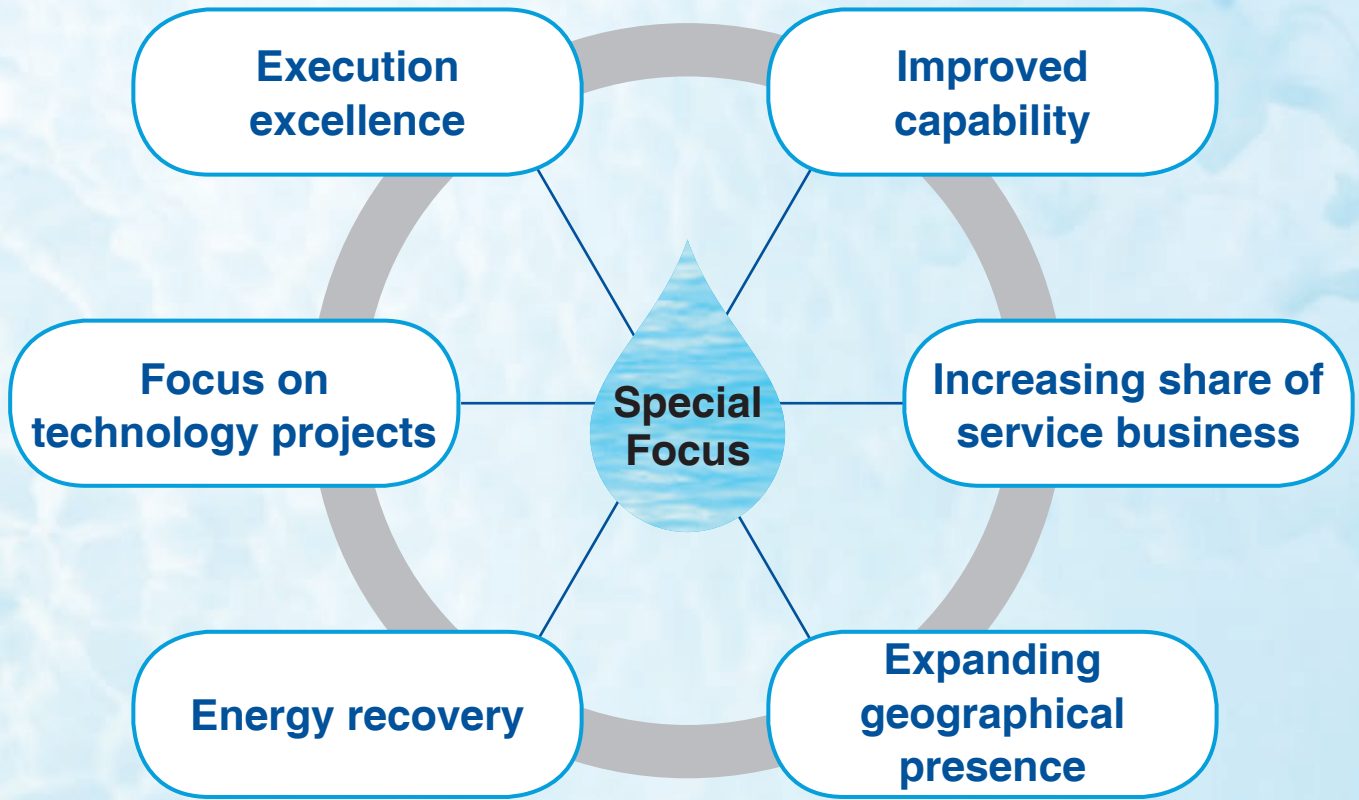 Execution
excellence
Improved
capability
Focus on
technology projects
Special
Focus
Increasing share of
service business
Energy recovery
Expanding
geographical
presence